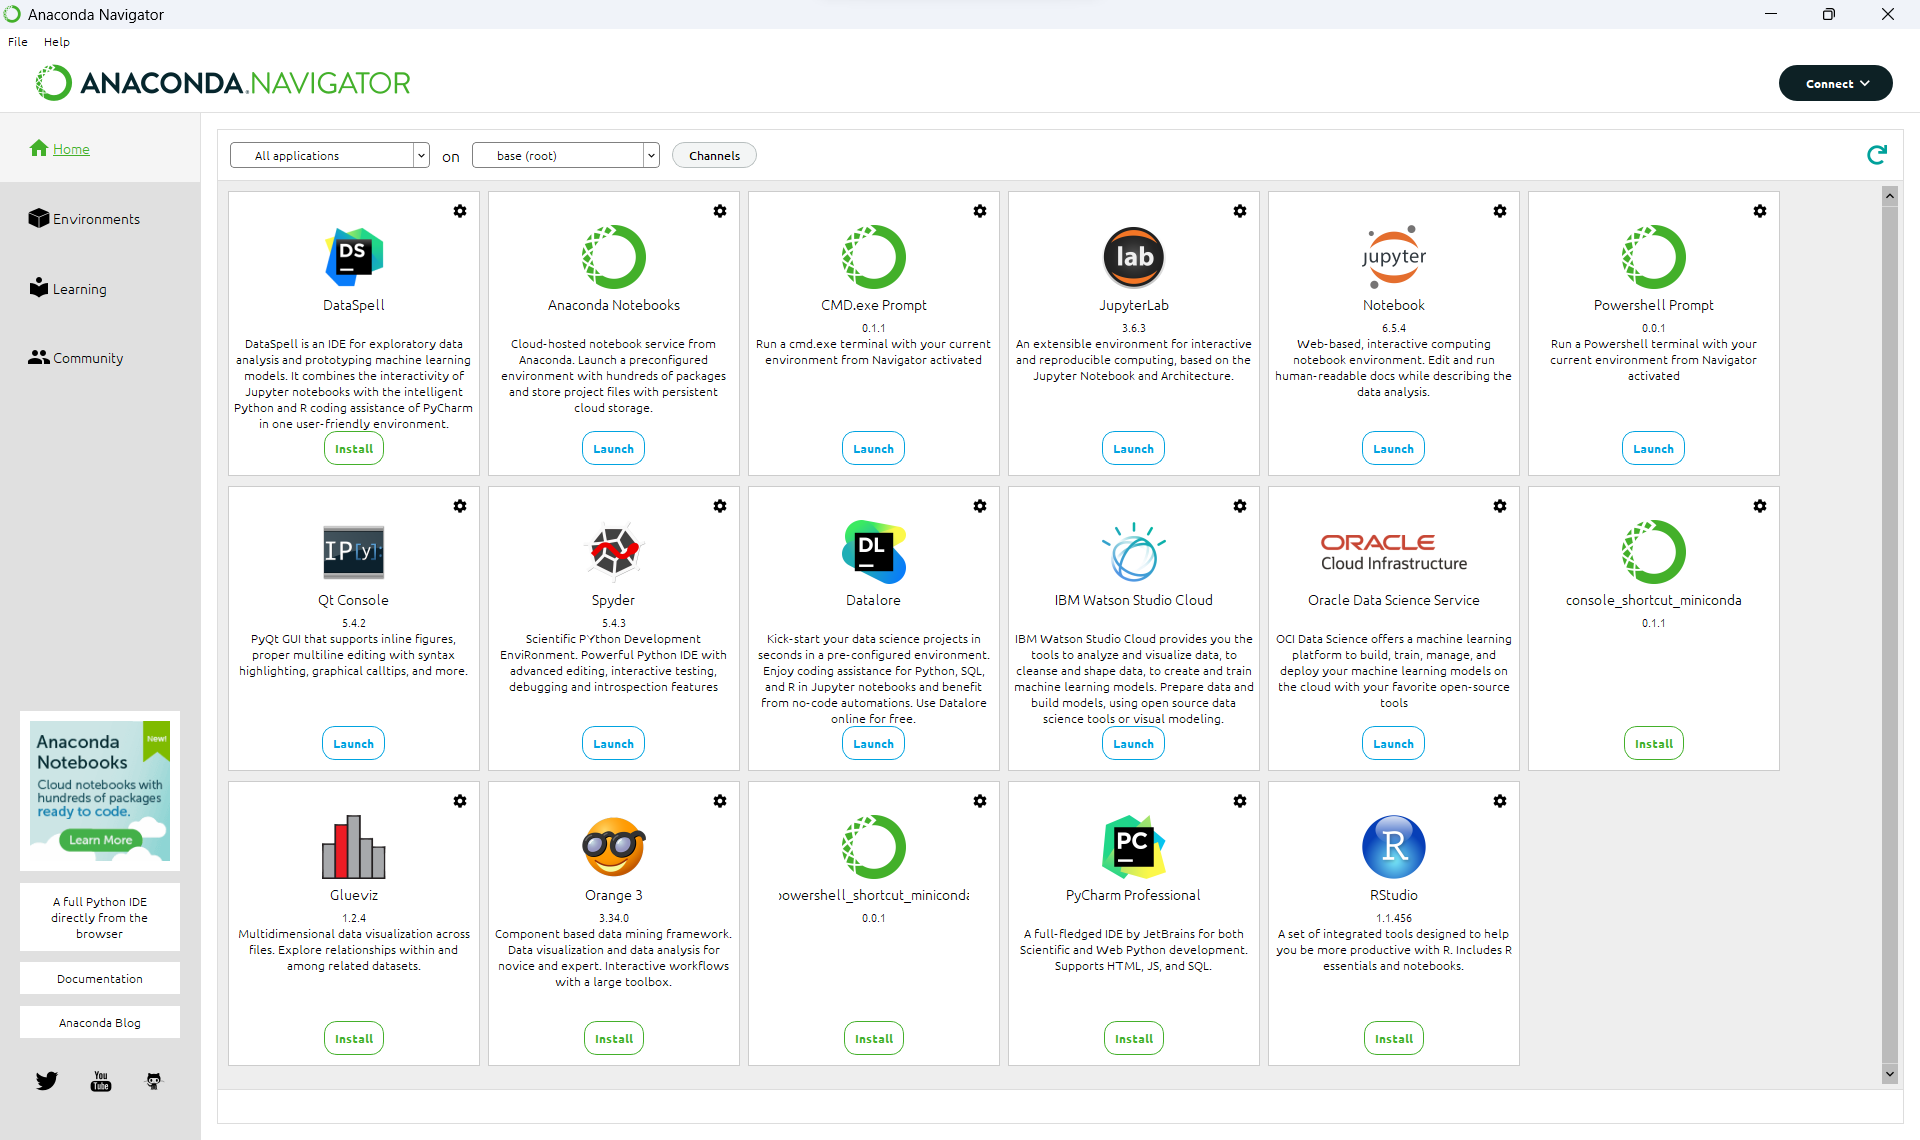 Anaconda Navigator
File Help
ANACONDA.NAVIGATOR
Connect
Home
Environments
Learning
Community
Anaconda
Notebooks
New!
Cloud notebooks with
hundreds of packages
ready to code.
Learn More
A full Python IDE
directly from the
browser
Documentation
Anaconda Blog
You
Tube
All applications on base (root) Channels
DS
DataSpell
DataSpell is an IDE for exploratory data
analysis and prototyping machine learning
models. It combines the interactivity of
Jupyter notebooks with the intelligent
Python and R coding assistance of PyCharm
in one user-friendly environment.
Install
Anaconda Notebooks
Cloud-hosted notebook service from
Anaconda. Launch a preconfigured
environment with hundreds of packages
and store project files with persistent
cloud storage.
Launch
CMD.exe Prompt
0.1.1
Run a cmd.exe terminal with your current
environment from Navigator activated
Launch
lab
JupyterLab
3.6.3
An extensible environment for interactive
and reproducible computing, based on the
Jupyter Notebook and Architecture.
Launch
jupyter
Notebook
6.5.4
Web-based, interactive computing
notebook environment. Edit and run
human-readable docs while describing the
data analysis.
Launch
Powershell Prompt
0.0.1
Run a Powershell terminal with your
current environment from Navigator
activated
Launch
IP[y]:
Qt Console
5.4.2
PyQt GUI that supports inline figures,
proper multiline editing with syntax
highlighting, graphical calltips, and more.
Launch
Spyder
5.4.3
Scientific PYthon Development
EnviRonment. Powerful Python IDE with
advanced editing, interactive testing,
debugging and introspection features
Launch
DL
Datalore
Kick-start your data science projects in
seconds in a pre-configured environment.
Enjoy coding assistance for Python, SQL,
and R in Jupyter notebooks and benefit
from no-code automations. Use Datalore
online for free.
Launch
IBM Watson Studio Cloud
IBM Watson Studio Cloud provides you the
tools to analyze and visualize data, to
cleanse and shape data, to create and train
machine learning models. Prepare data and
build models, using open source data
science tools or visual modeling.
Launch
ORACLE
Cloud Infrastructure
Oracle Data Science Service
OCI Data Science offers a machine learning
platform to build, train, manage, and
deploy your machine learning models on
the cloud with your favorite open-source
tools
Launch
console_shortcut_miniconda
0.1.1
Install
Glueviz
1.2.4
Multidimensional data visualization across
files. Explore relationships within and
among related datasets.
Install
Orange 3
3.34.0
Component based data mining framework.
Data visualization and data analysis for
novice and expert. Interactive workflows
with a large toolbox.
Install
powershell_shortcut_miniconda
0.0.1
Install
PC
PyCharm Professional
A full-fledged IDE by JetBrains for both
Scientific and Web Python development.
Supports HTML, JS, and SQL.
Install
R
RStudio
1.1.456
A set of integrated tools designed to help
you be more productive with R. Includes R
essentials and notebooks.
Install